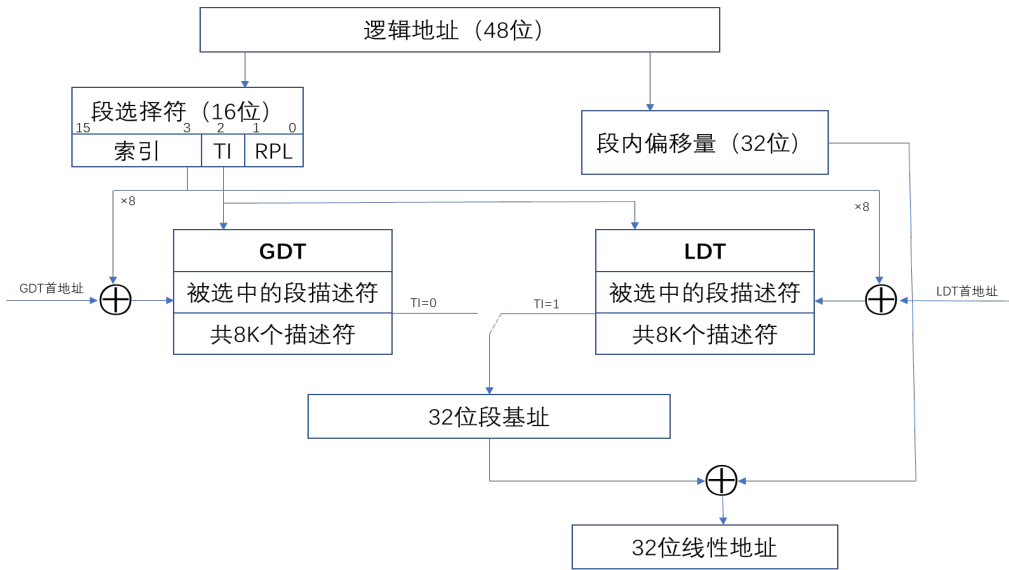 逻辑地址（48位）
段选择符（16位）
15 3 2 1 0
索引 TI RPL
段内偏移量（32位）
×8
×8
GDT
LDT
GDT首地址
被选中的段描述符
被选中的段描述符
LDT首地址
TI=0
TI=1
共8K个描述符
共8K个描述符
32位段基址
32位线性地址